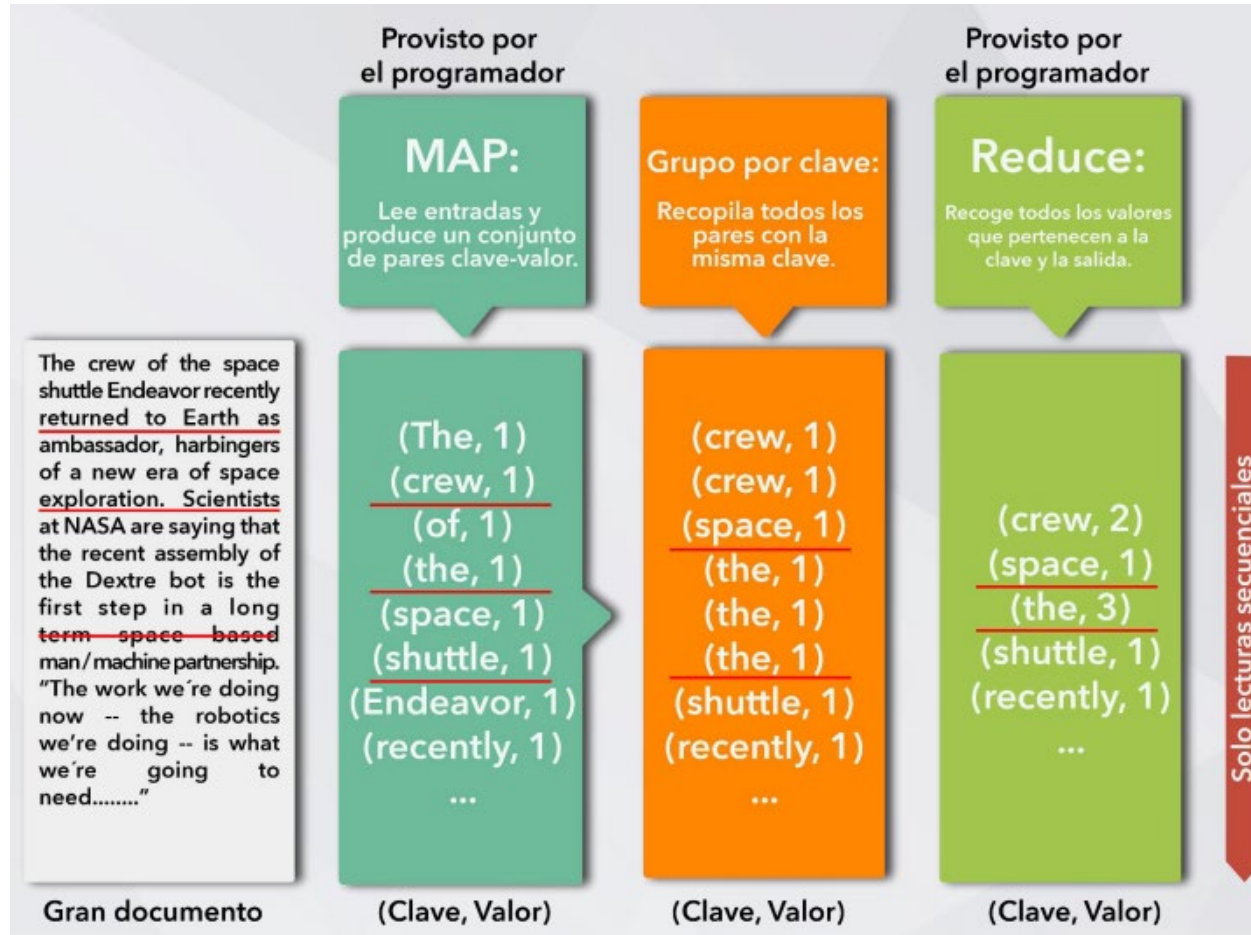 Provisto por
el programador
MAP:
Lee entradas y
produce un conjunto
de pares clave-valor.
Grupo por clave:
Recopila todos los
pares con la
misma clave.
Provisto por
el programador
Reduce:
Recoge todos los valores
que pertenecen a la
clave y la salida.
The crew of the space
shuttle Endeavor recently
returned to Earth as
ambassador, harbingers
of a new era of space
exploration. Scientists
at NASA are saying that
the recent assembly of
the Dextre bot is the
first step in a long
term space based
man/machine partnership.
"The work we´re doing
now -- the robotics
we're doing -- is what
we´re going to
need........"
Gran documento
(The, 1)
(crew, 1)
(of, 1)
(the, 1)
(space, 1)
(shuttle, 1)
(Endeavor, 1)
(recently, 1)
...
(Clave, Valor)
(crew, 1)
(crew, 1)
(space, 1)
(the, 1)
(the, 1)
(the, 1)
(shuttle, 1)
(recently, 1)
...
(Clave, Valor)
(crew, 2)
(space, 1)
(the, 3)
(shuttle, 1)
(recently, 1)
...
(Clave, Valor)
Solo lecturas secuenciales